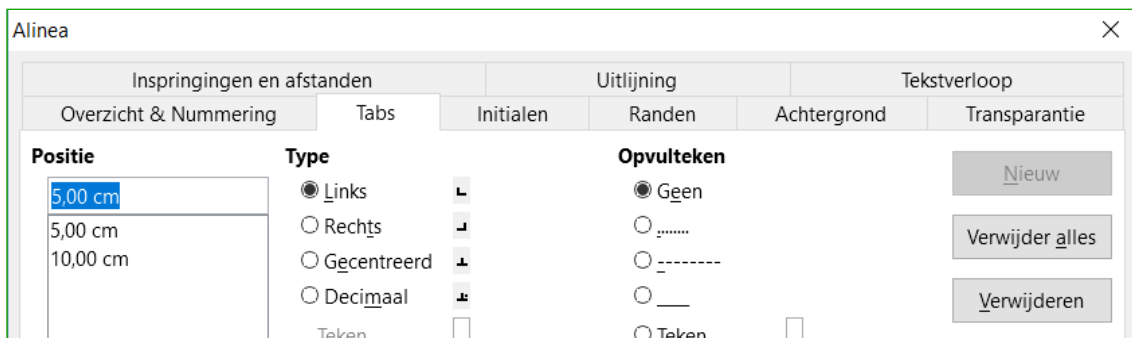 Alinea
Inspringingen en afstanden Uitlijning Tekstverloop
Overzicht & Nummering Tabs Initialen Randen Achtergrond Transparantie
Positie Type Opvulteken
5,00 cm Links Geen Nieuw
5,00 cm Rechts ........ Verwijder alles
10,00 cm Gecentreerd --------
Decimaal ___ Verwijderen
Teken Teken